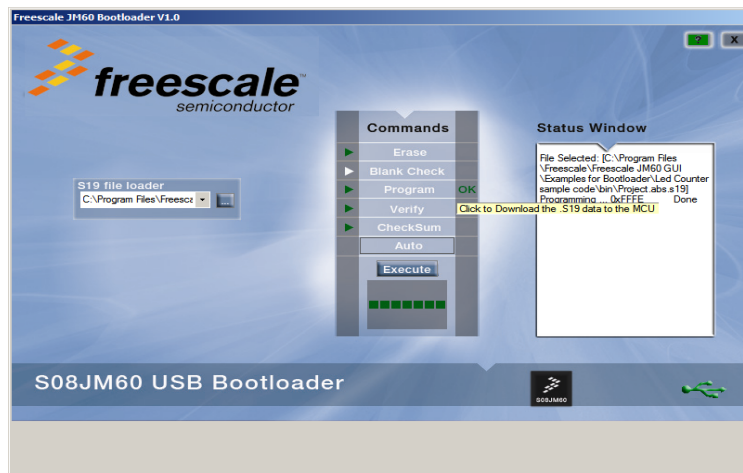 Freescale JM60 Bootloader V1.0
?
X
freescale™
semiconductor
S19 file loader
C:\Program Files\Freesca
...
Commands
Erase
Blank Check
Program OK
Verify
CheckSum
Auto
Execute
Click to Download the .S19 data to the MCU
Status Window
File Selected: [C:\Program Files
\Freescale\Freescale JM60 GUI
\Examples for Bootloader\Led Counter
sample code\bin\Project.abs.s19]
Programming ... 0xFFFE Done
S08JM60 USB Bootloader
S08JM60